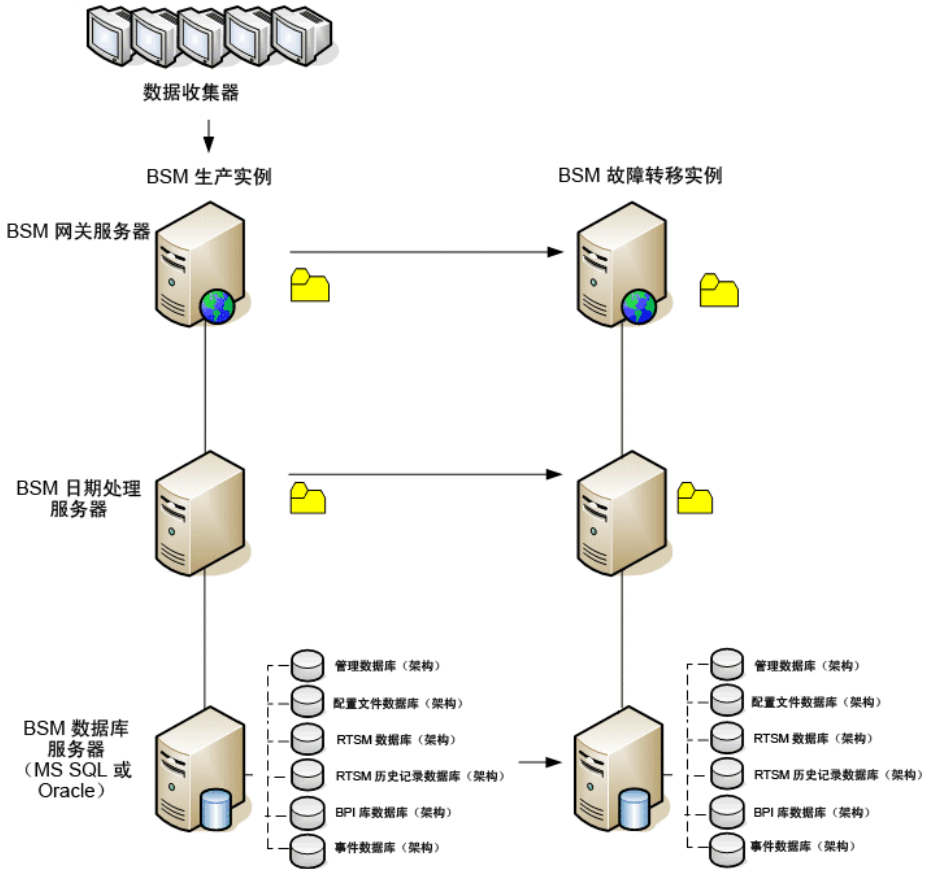 数据收集器
BSM 生产实例
BSM 故障转移实例
BSM 网关服务器
BSM 日期处理
服务器
BSM 数据库
服务器
（MS SQL 或
Oracle）
管理数据库（架构）
配置文件数据库（架构）
RTSM 数据库（架构）
RTSM 历史记录数据库（架构）
BPI 库数据库（架构）
事件数据库（架构）
管理数据库（架构）
配置文件数据库（架构）
RTSM 数据库（架构）
RTSM 历史记录数据库（架构）
BPI 库数据库（架构）
事件数据库（架构）